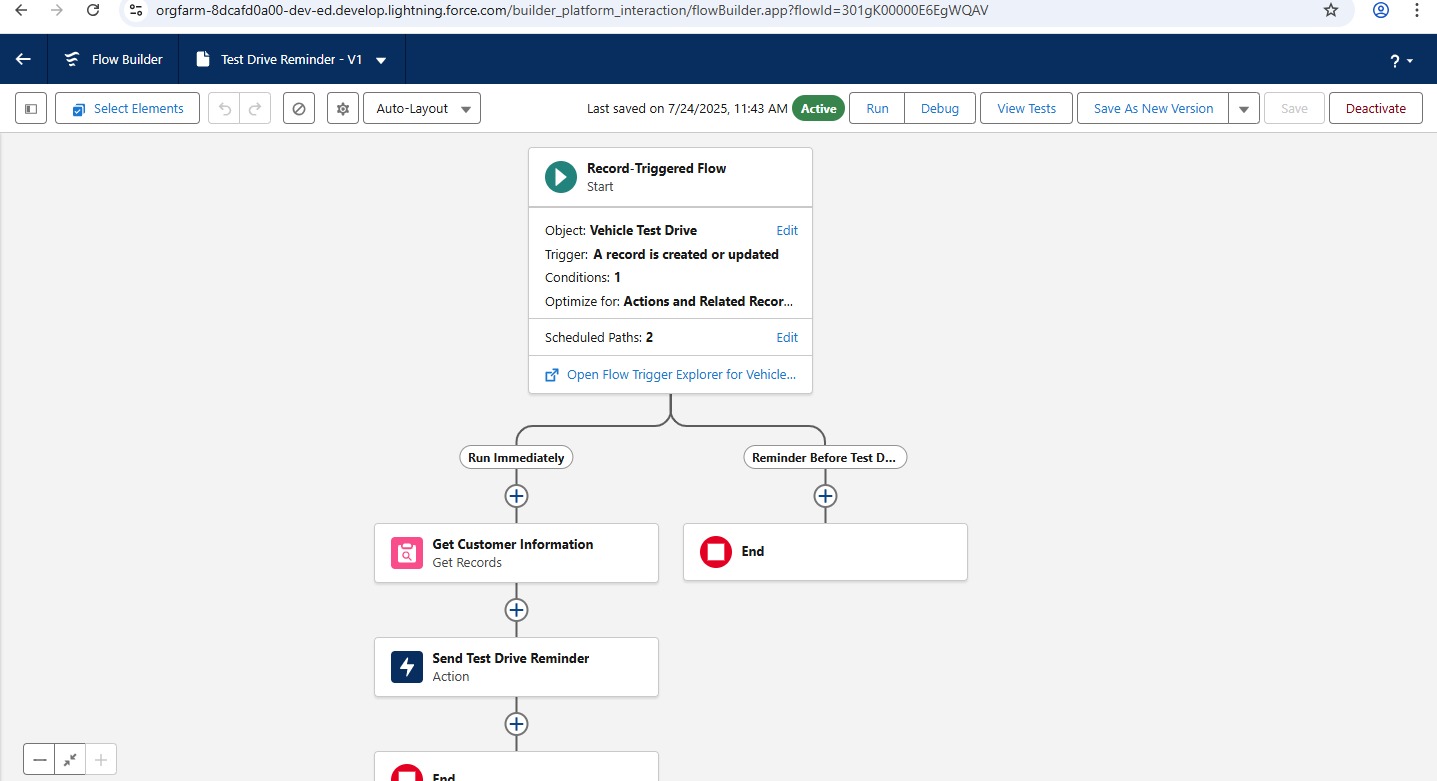 orgfarm-8dcafd0a00-dev-ed.develop.lightning.force.com/builder_platform_interaction/flowBuilder.app?flowId=301gK00000E6EgWQAV
Flow Builder Test Drive Reminder - V1 ?
Select Elements Auto-Layout Last saved on 7/24/2025, 11:43 AM Active Run Debug View Tests Save As New Version Save Deactivate
Record-Triggered Flow
Start
Object: Vehicle Test Drive Edit
Trigger: A record is created or updated
Conditions: 1
Optimize for: Actions and Related Recor...
Scheduled Paths: 2 Edit
Open Flow Trigger Explorer for Vehicle...
Run Immediately Reminder Before Test D...
Get Customer Information
Get Records
End
Send Test Drive Reminder
Action
End